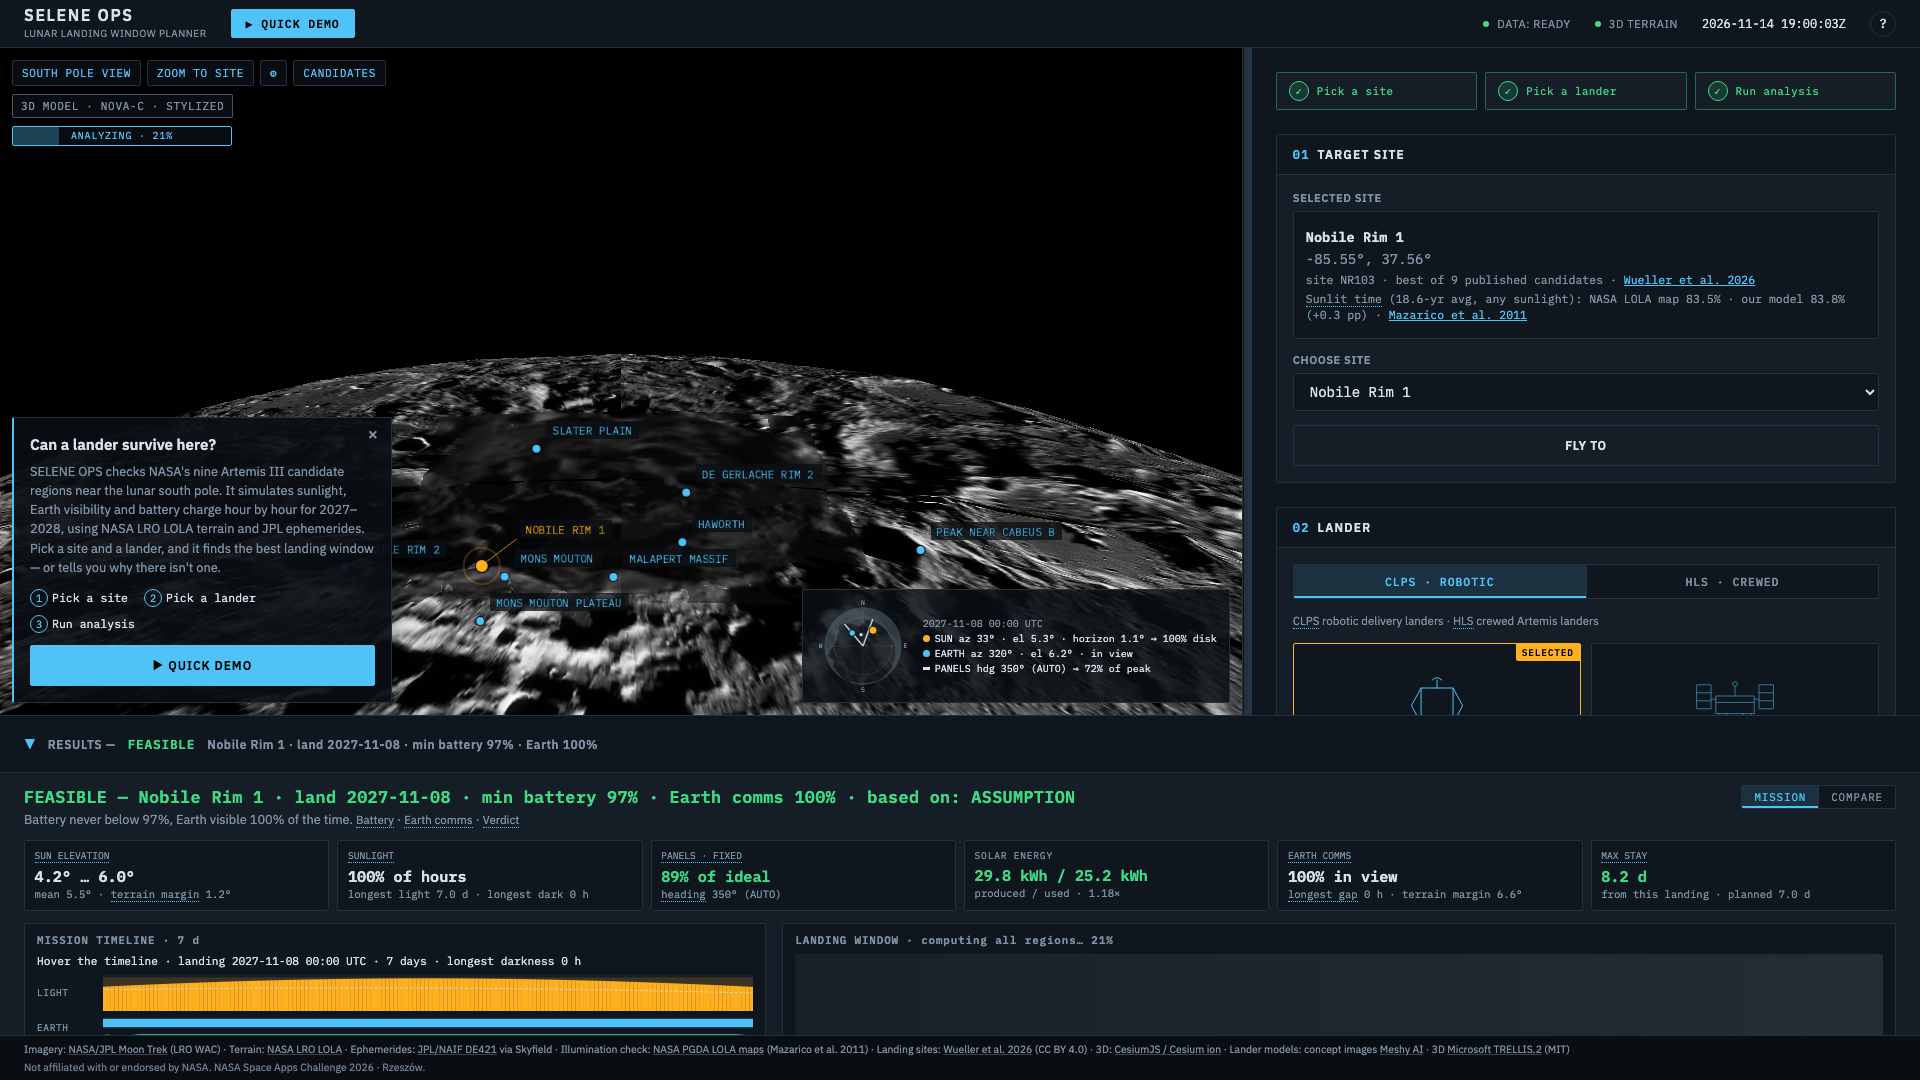 SELENE OPS
LUNAR LANDING WINDOW PLANNER
▶ QUICK DEMO
DATA: READY
3D TERRAIN
2026-11-14 19:00:03Z
?
SOUTH POLE VIEW
ZOOM TO SITE
CANDIDATES
3D MODEL · NOVA-C · STYLIZED
ANALYZING · 21%
SLATER PLAIN
DE GERLACHE RIM 2
NOBILE RIM 1
HAWORTH
LE RIM 2
MONS MOUTON
MALAPERT MASSIF
PEAK NEAR CABEUS B
MONS MOUTON PLATEAU
Can a lander survive here?
×
SELENE OPS checks NASA's nine Artemis III candidate
regions near the lunar south pole. It simulates sunlight,
Earth visibility and battery charge hour by hour for 2027–
2028, using NASA LRO LOLA terrain and JPL ephemerides.
Pick a site and a lander, and it finds the best landing window
— or tells you why there isn't one.
1 Pick a site
2 Pick a lander
3 Run analysis
▶ QUICK DEMO
N
W
E
S
2027-11-08 00:00 UTC
SUN az 33° · el 5.3° · horizon 1.1° → 100% disk
EARTH az 320° · el 6.2° · in view
PANELS hdg 350° (AUTO) → 72% of peak
✓ Pick a site
✓ Pick a lander
✓ Run analysis
01 TARGET SITE
SELECTED SITE
Nobile Rim 1
-85.55°, 37.56°
site NR103 · best of 9 published candidates · Wueller et al. 2026
Sunlit time (18.6-yr avg, any sunlight): NASA LOLA map 83.5% · our model 83.8%
(+0.3 pp) · Mazarico et al. 2011
CHOOSE SITE
Nobile Rim 1
FLY TO
02 LANDER
CLPS · ROBOTIC
HLS · CREWED
CLPS robotic delivery landers · HLS crewed Artemis landers
SELECTED
▼ RESULTS — FEASIBLE Nobile Rim 1 · land 2027-11-08 · min battery 97% · Earth 100%
FEASIBLE — Nobile Rim 1 · land 2027-11-08 · min battery 97% · Earth comms 100% · based on: ASSUMPTION
MISSION
COMPARE
Battery never below 97%, Earth visible 100% of the time. Battery · Earth comms · Verdict
SUN ELEVATION
4.2° … 6.0°
mean 5.5° · terrain margin 1.2°
SUNLIGHT
100% of hours
longest light 7.0 d · longest dark 0 h
PANELS · FIXED
89% of ideal
heading 350° (AUTO)
SOLAR ENERGY
29.8 kWh / 25.2 kWh
produced / used · 1.18×
EARTH COMMS
100% in view
longest gap 0 h · terrain margin 6.6°
MAX STAY
8.2 d
from this landing · planned 7.0 d
MISSION TIMELINE · 7 d
Hover the timeline · landing 2027-11-08 00:00 UTC · 7 days · longest darkness 0 h
LIGHT
EARTH
LANDING WINDOW · computing all regions… 21%
Imagery: NASA/JPL Moon Trek (LRO WAC) · Terrain: NASA LRO LOLA · Ephemerides: JPL/NAIF DE421 via Skyfield · Illumination check: NASA PGDA LOLA maps (Mazarico et al. 2011) · Landing sites: Wueller et al. 2026 (CC BY 4.0) · 3D: CesiumJS / Cesium ion · Lander models: concept images Meshy AI · 3D Microsoft TRELLIS.2 (MIT)
Not affiliated with or endorsed by NASA. NASA Space Apps Challenge 2026 · Rzeszów.